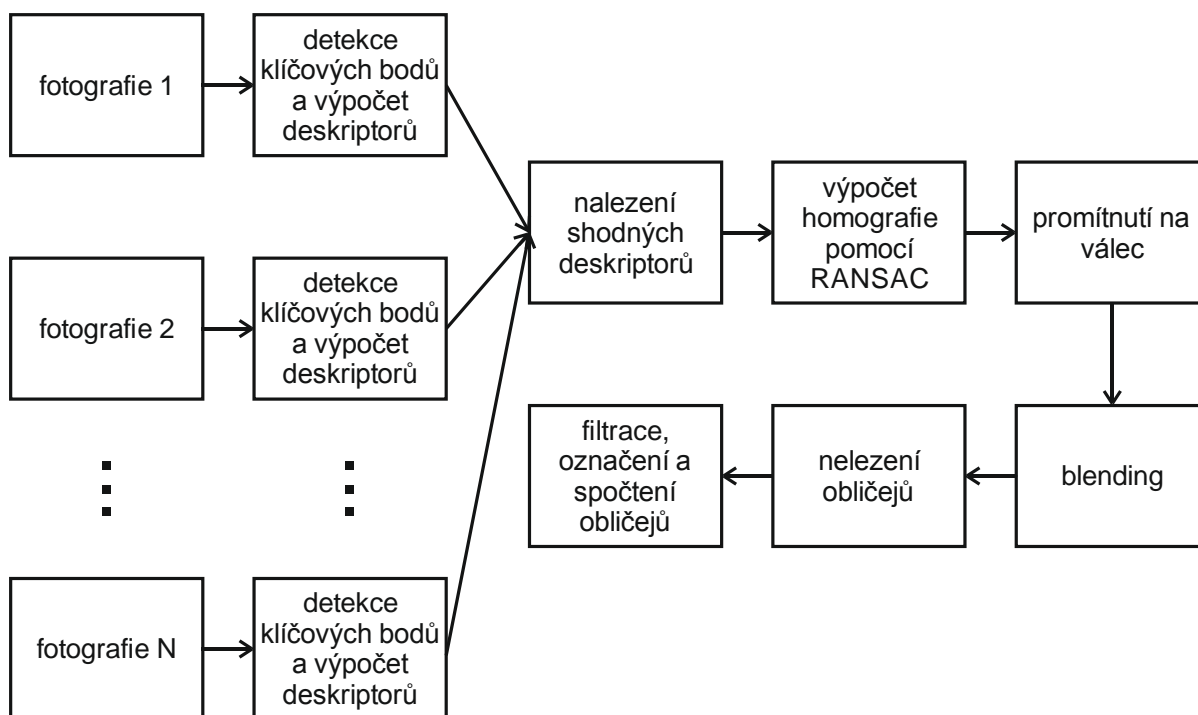 fotografie 1
detekce
klíčových bodů
a výpočet
deskriptorů
fotografie 2
detekce
klíčových bodů
a výpočet
deskriptorů
fotografie N
detekce
klíčových bodů
a výpočet
deskriptorů
nalezení
shodných
deskriptorů
výpočet
homografie
pomocí
RANSAC
promítnutí na
válec
blending
nelezení
obličejů
filtrace,
označení a
spočtení
obličejů